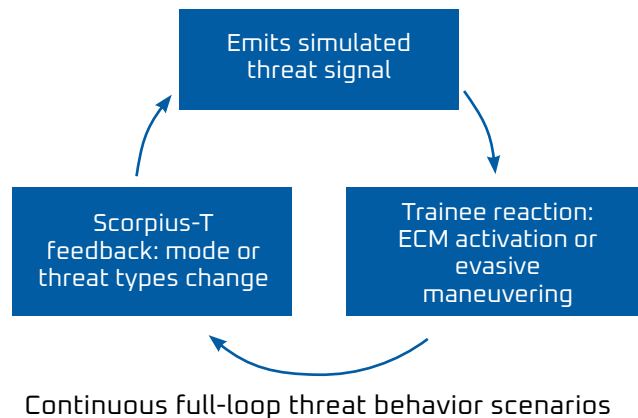 Emits simulated
threat signal
Scorpius-T
feedback: mode or
threat types change
Trainee reaction:
ECM activation or
evasive
maneuvering
Continuous full-loop threat behavior scenarios